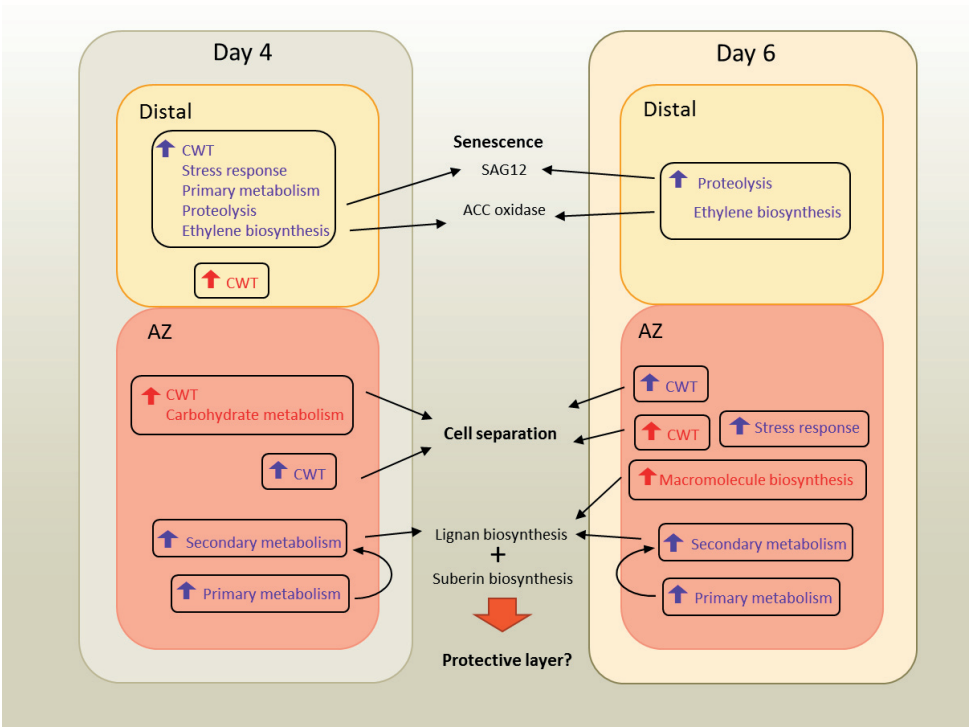 Day 4
Distal
CWT
Stress response
Primary metabolism
Proteolysis
Ethylene biosynthesis
CWT
AZ
CWT
Carbohydrate metabolism
CWT
Secondary metabolism
Primary metabolism
Senescence
SAG12
ACC oxidase
Cell separation
Lignan biosynthesis
+
Suberin biosynthesis
Protective layer?
Day 6
Distal
Proteolysis
Ethylene biosynthesis
AZ
CWT
CWT
Stress response
Macromolecule biosynthesis
Secondary metabolism
Primary metabolism